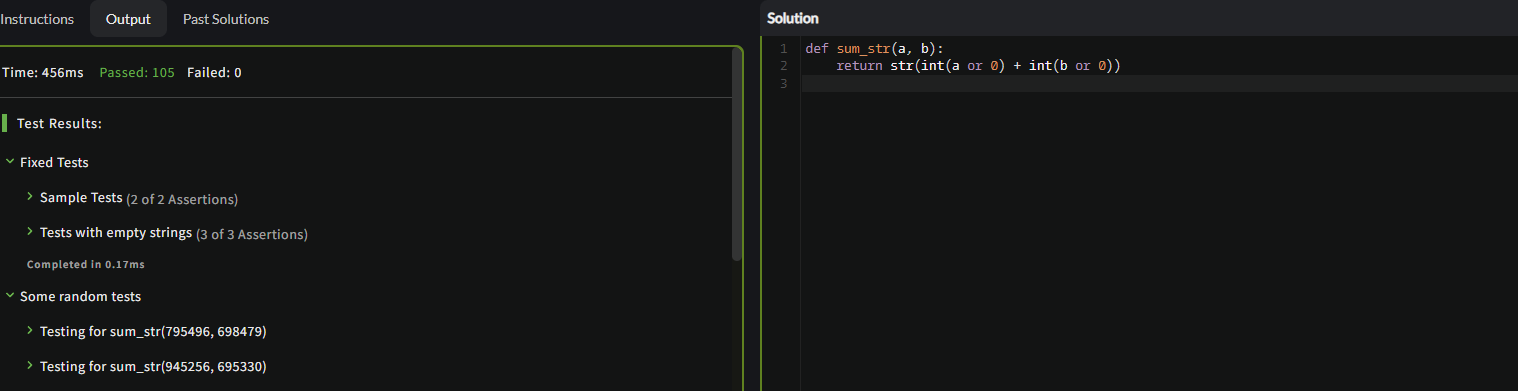 Instructions Output Past Solutions
Time: 456ms Passed: 105 Failed: 0
Test Results:
Fixed Tests
Sample Tests (2 of 2 Assertions)
Tests with empty strings (3 of 3 Assertions)
Completed in 0.17ms
Some random tests
Testing for sum_str(795496, 698479)
Testing for sum_str(945256, 695330)
Solution
1 def sum_str(a, b):
2     return str(int(a or 0) + int(b or 0))
3